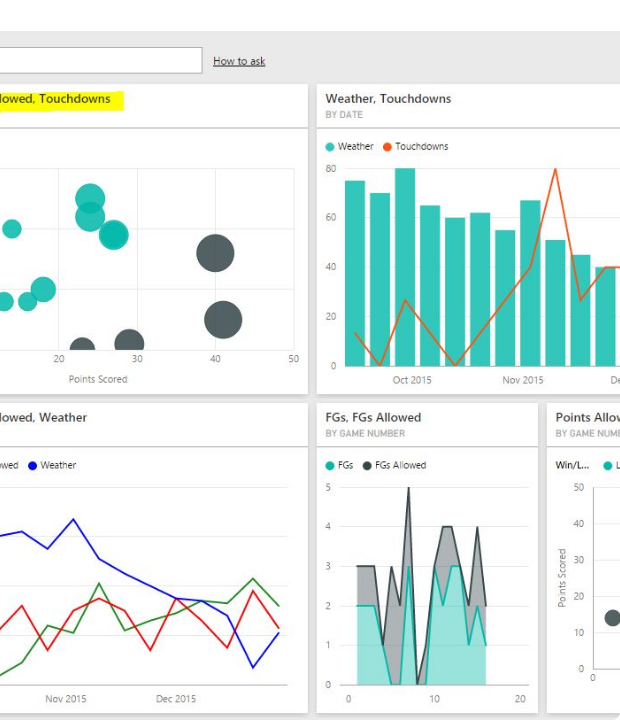 How to ask
lowed, Touchdowns
20 30 40 50
Points Scored
Weather, Touchdowns
BY DATE
Weather Touchdowns
80
60
40
20
0
Oct 2015 Nov 2015 De
lowed, Weather
owed Weather
Nov 2015 Dec 2015
FGs, FGs Allowed
BY GAME NUMBER
FGs FGs Allowed
5
4
3
2
1
0
0 10 20
Points Allow
BY GAME NUMB
Win/L... L
Points Scored
50
40
30
20
10
0
0